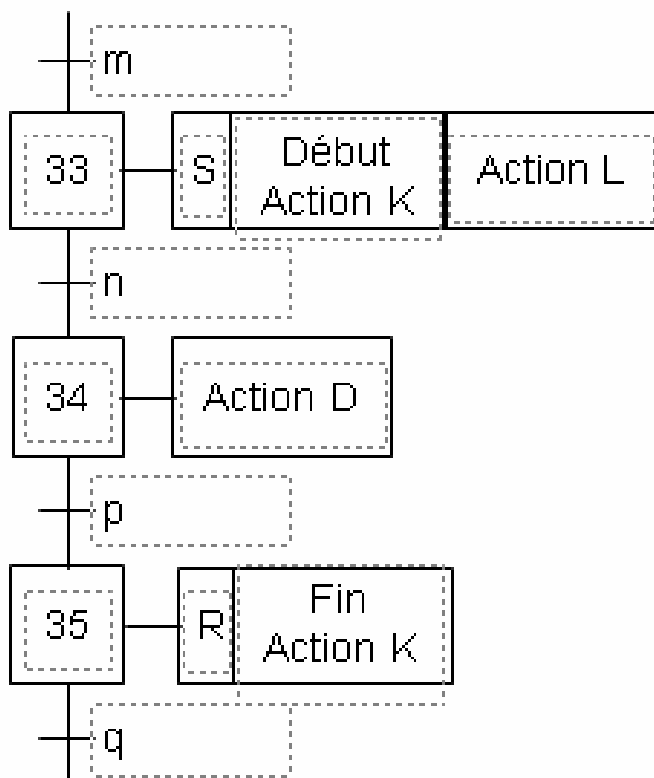 m
33
S
Début
Action K
Action L
n
34
Action D
p
35
R
Fin
Action K
q